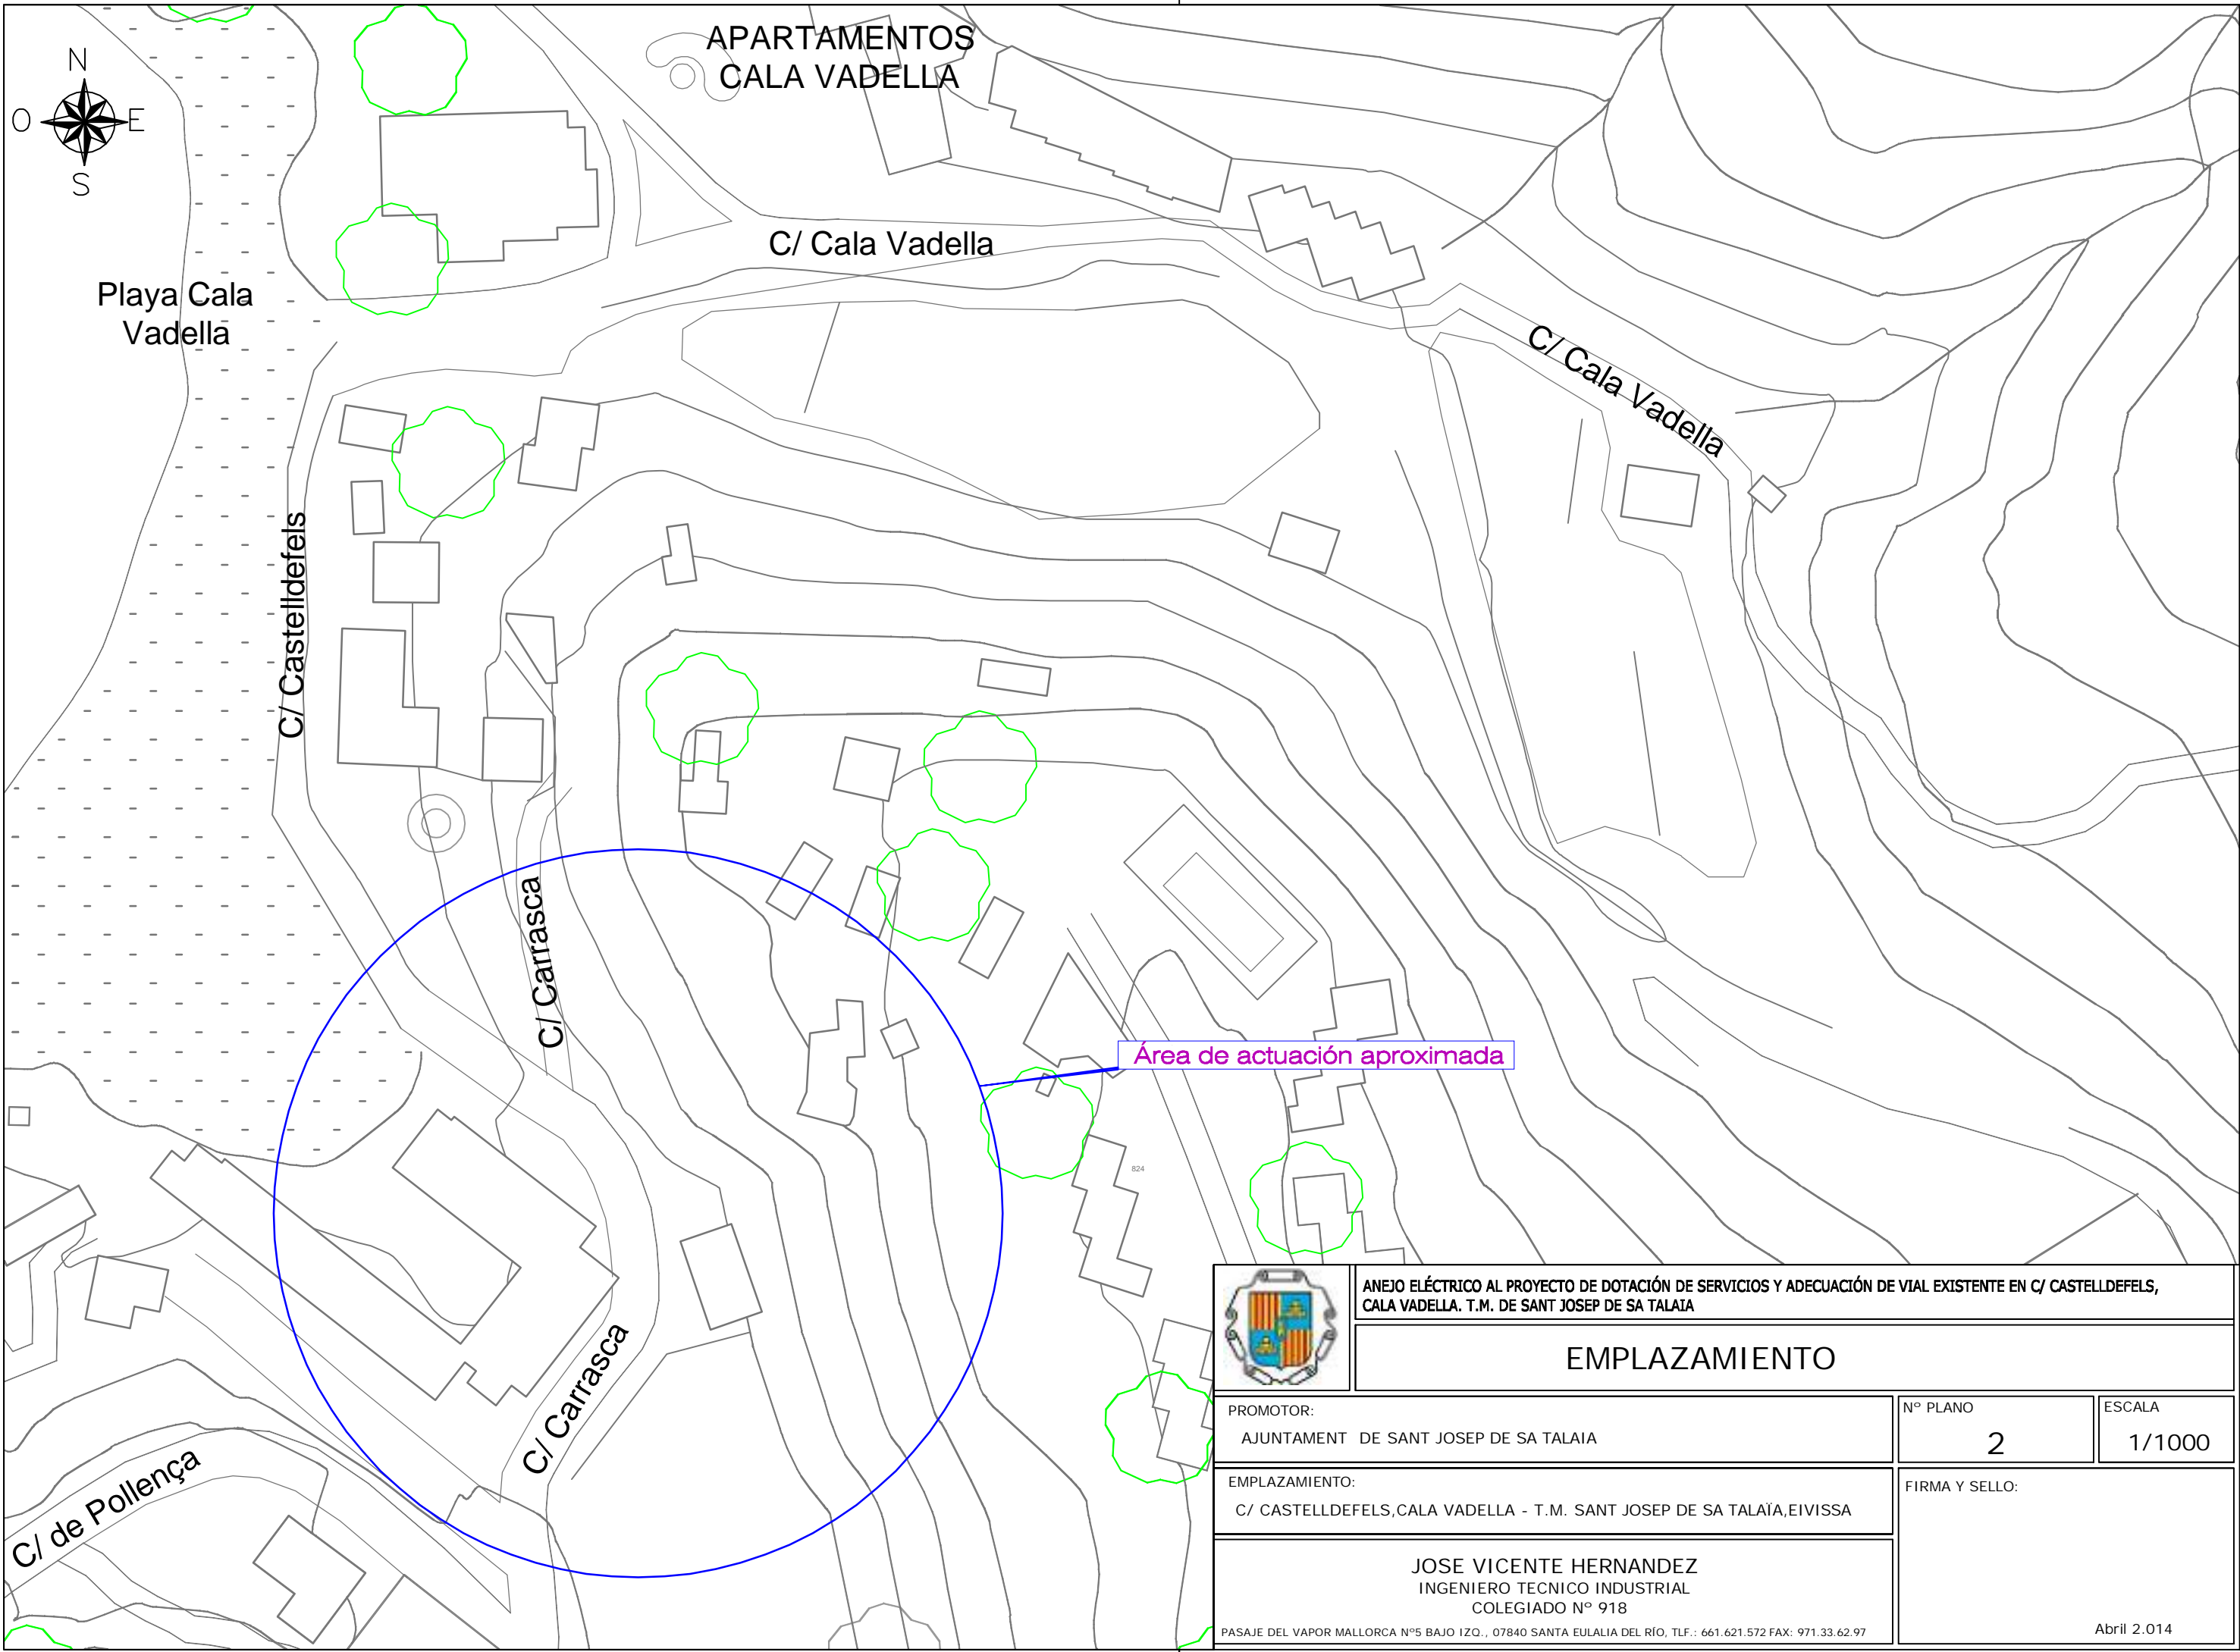 APARTAMENTOS
CALA VADELLA
N
O
E
S
C/ Cala Vadella
Playa Cala
Vadella
C/ Cala Vadella
C/ Castelldefels
C/ Carrasca
Área de actuación aproximada
824
C/ Carrasca
C/ de Pollença
ANEJO ELÉCTRICO AL PROYECTO DE DOTACIÓN DE SERVICIOS Y ADECUACIÓN DE VIAL EXISTENTE EN C/ CASTELLDEFELS,
CALA VADELLA. T.M. DE SANT JOSEP DE SA TALAIA
EMPLAZAMIENTO
PROMOTOR:
AJUNTAMENT DE SANT JOSEP DE SA TALAIA
Nº PLANO
2
ESCALA
1/1000
EMPLAZAMIENTO:
C/ CASTELLDEFELS,CALA VADELLA - T.M. SANT JOSEP DE SA TALAÏA,EIVISSA
FIRMA Y SELLO:
JOSE VICENTE HERNANDEZ
INGENIERO TECNICO INDUSTRIAL
COLEGIADO Nº 918
PASAJE DEL VAPOR MALLORCA Nº5 BAJO IZQ., 07840 SANTA EULALIA DEL RÍO, TLF.: 661.621.572 FAX: 971.33.62.97
Abril 2.014